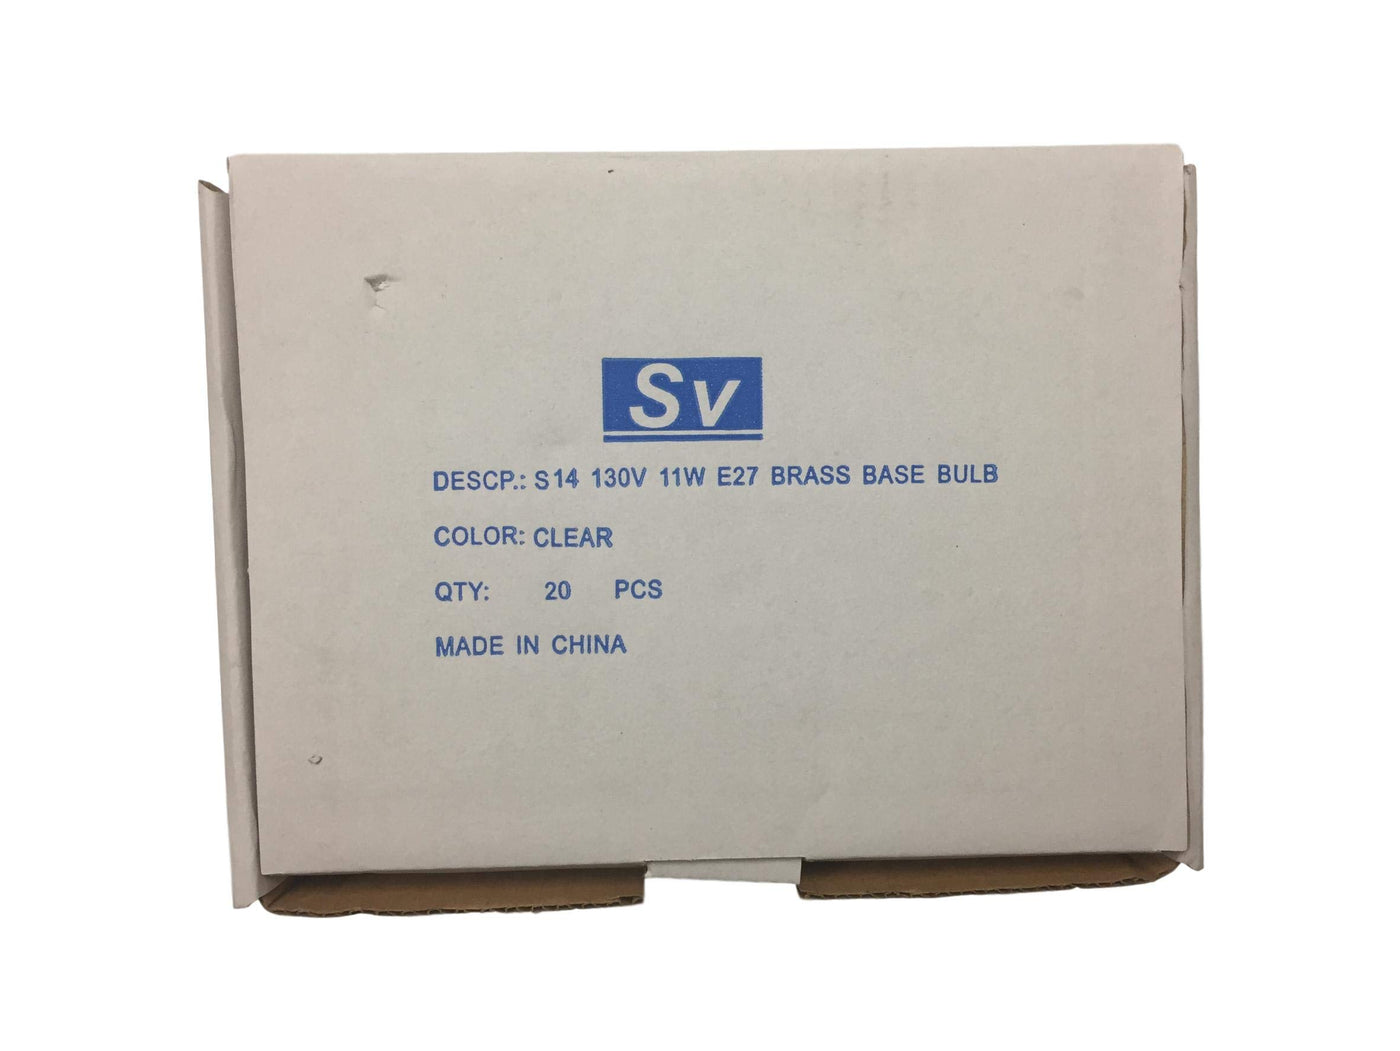 Sv
DESCP.: S14 130V 11W E27 BRASS BASE BULB
COLOR: CLEAR
QTY: 20 PCS
MADE IN CHINA